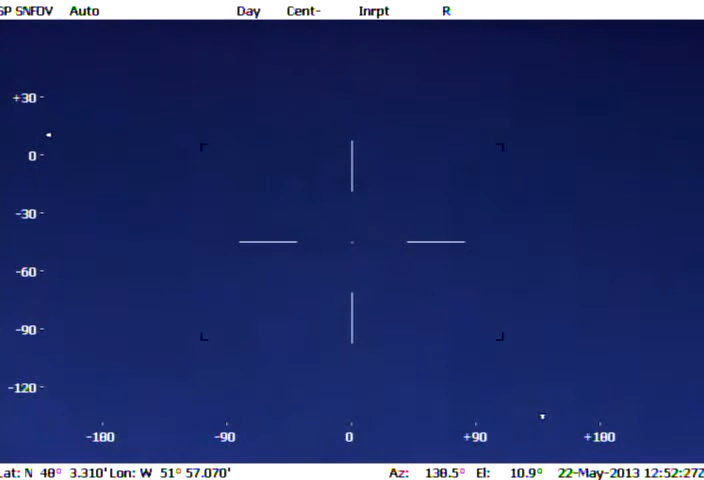 SP SNFOV Auto Day Cent- Inrpt R
+30
0
-30
-60
-90
-120
-180 -90 0 +90 +180
Lat: N 48° 3.310' Lon: W 51° 57.070' Az: 138.5° El: 10.9° 22-May-2013 12:52:27Z